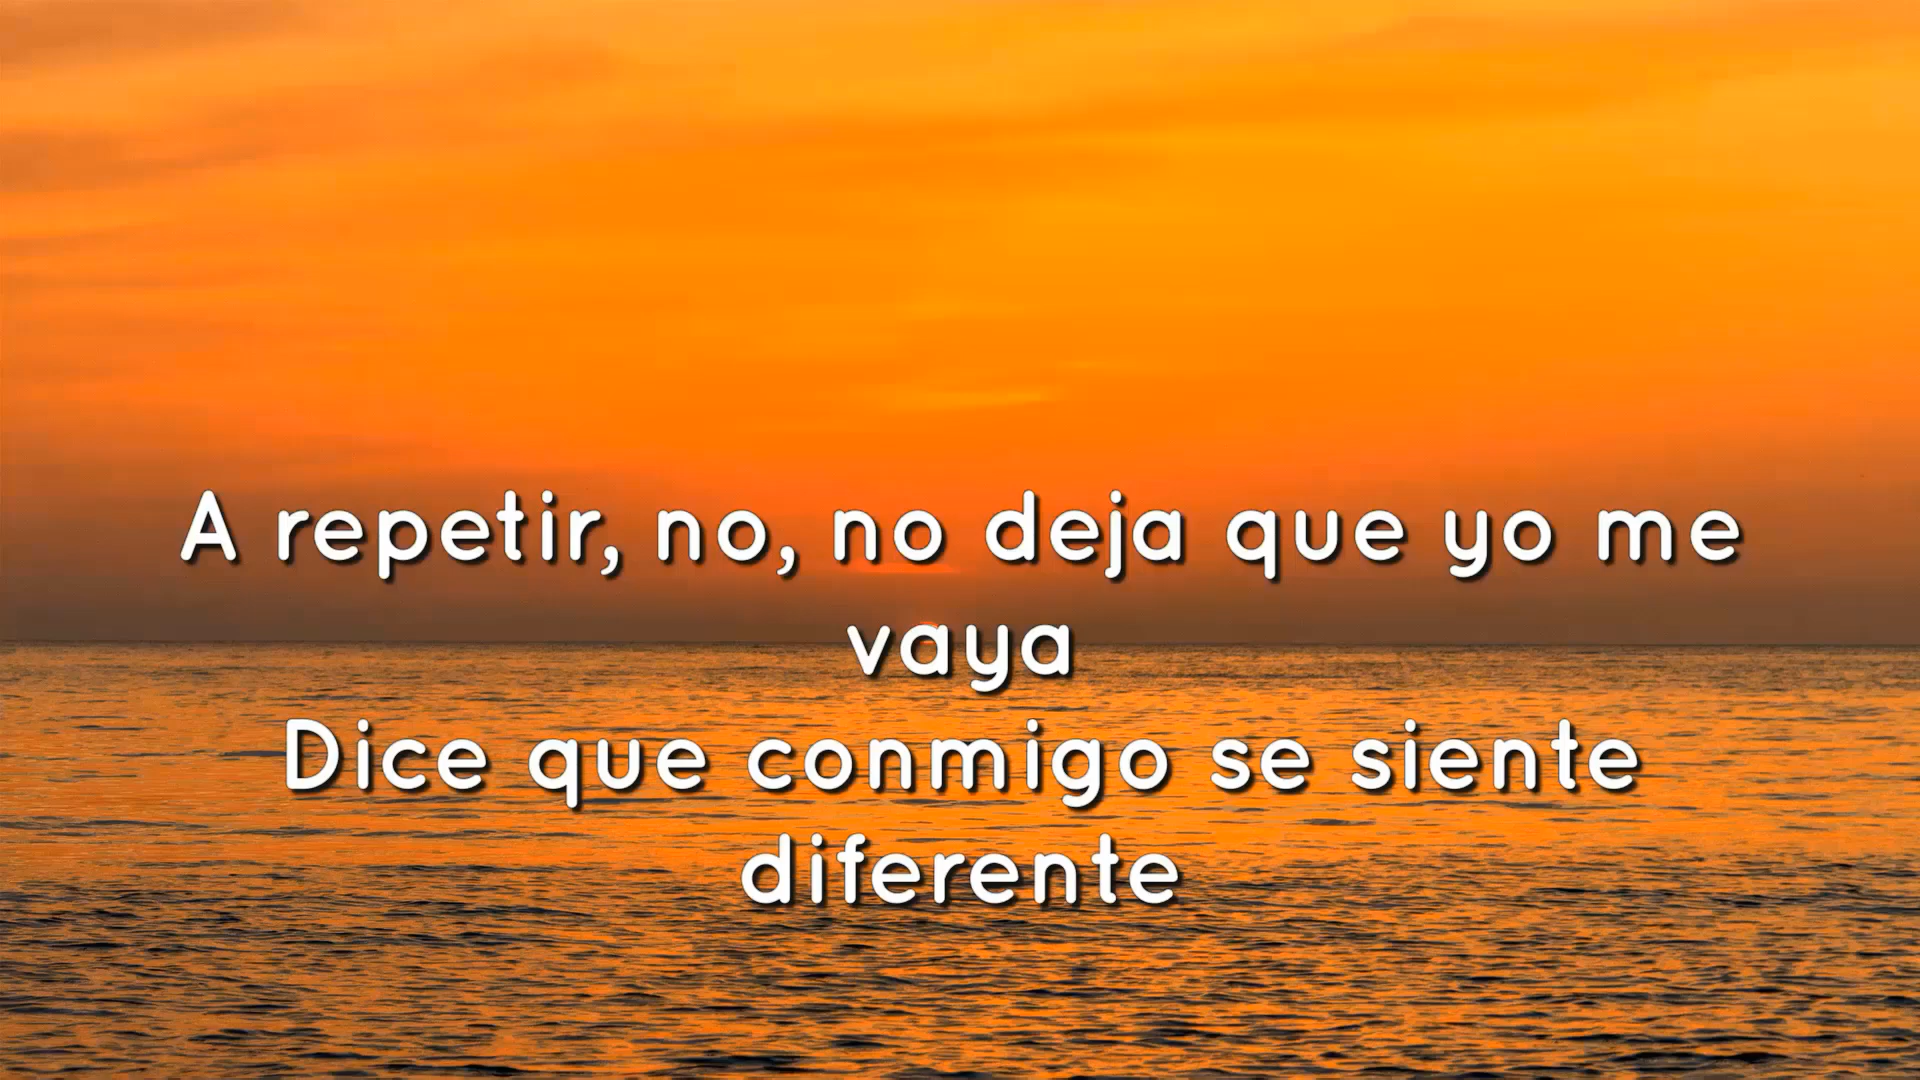 A repetir, no, no deja que yo me
vaya
Dice que conmigo se siente
diferente